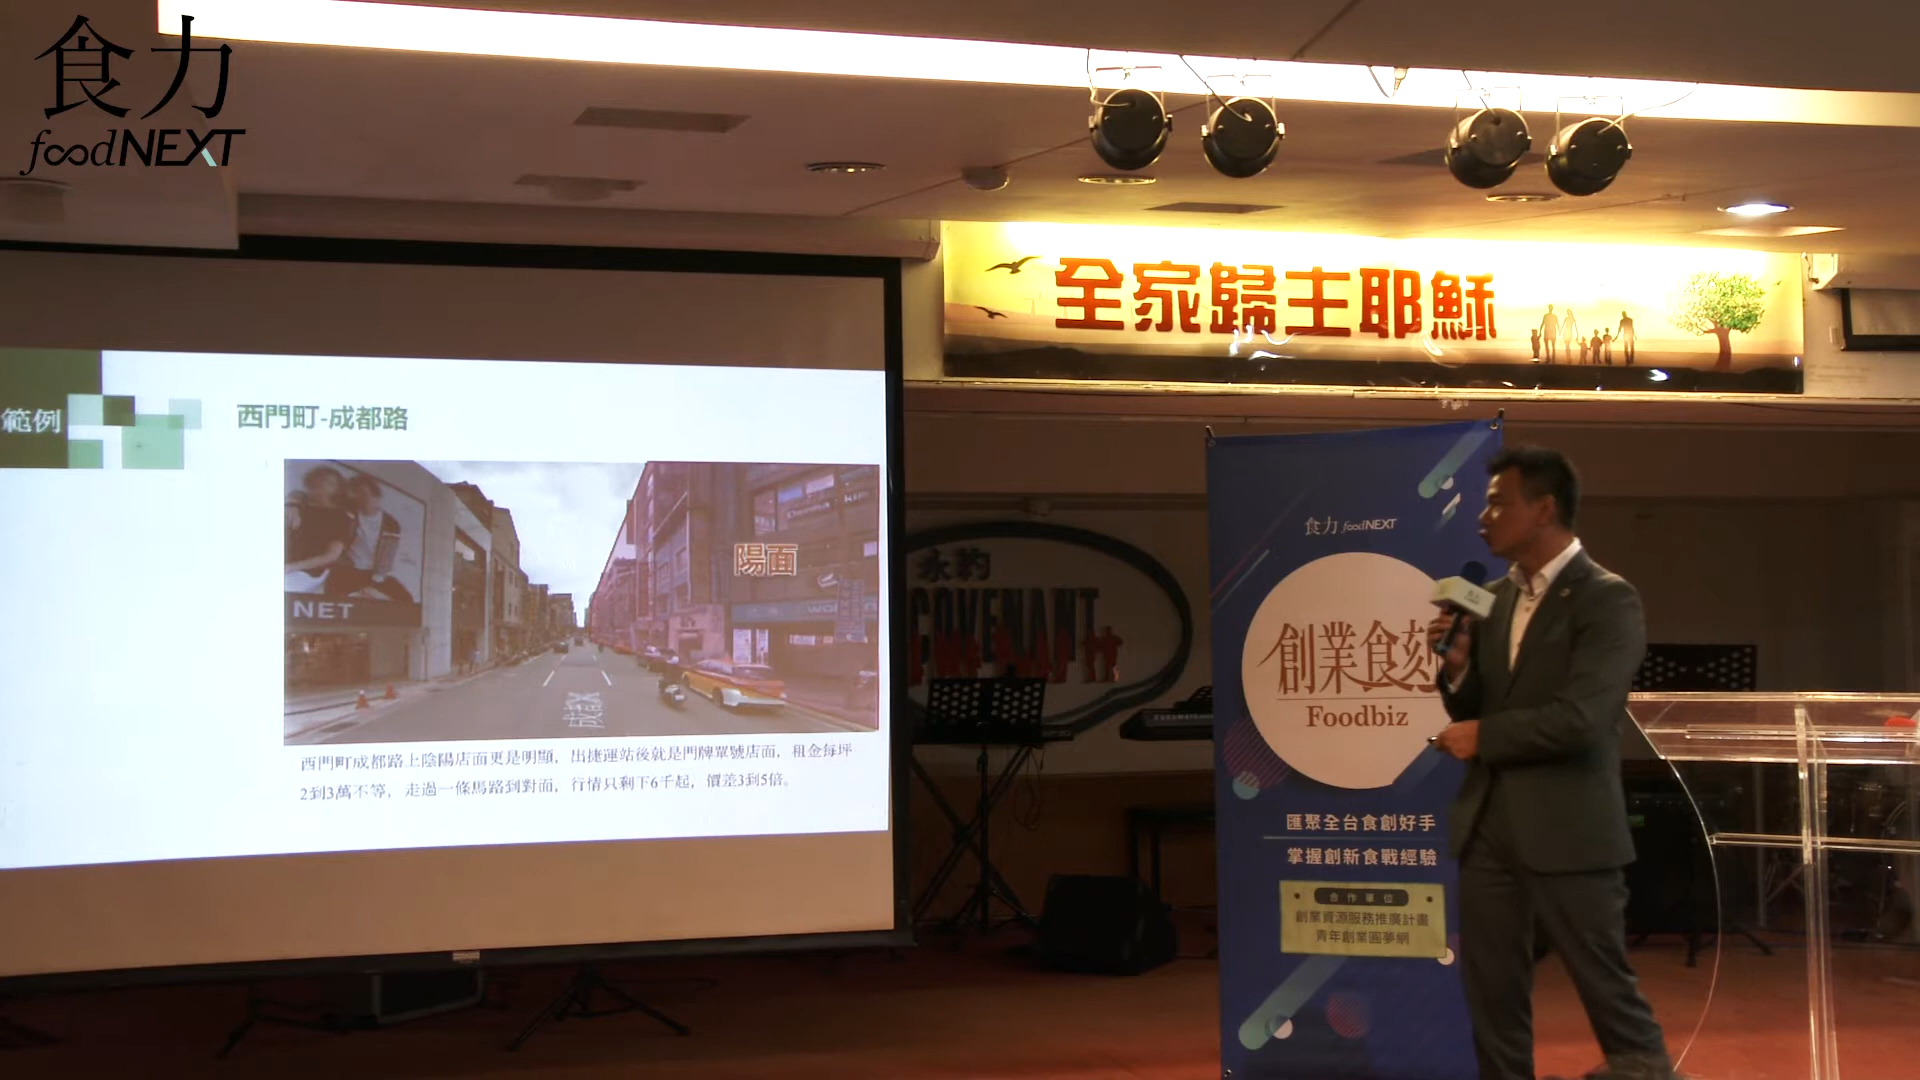 食力
foodNEXT
全家歸主耶穌
範例
西門町-成都路
NET
陽面
成都
西門町成都路上陰陽店面更是明顯，出捷運站後就是門牌單號店面，租金每坪
2到3萬不等，走過一條馬路到對面，行情只剩下6千起，價差3到5倍。
永約
COVENANT
食力 foodNEXT
創業食刻
Foodbiz
匯聚全台食創好手
掌握創新食戰經驗
合作單位
創業資源服務推廣計畫
青年創業圓夢網